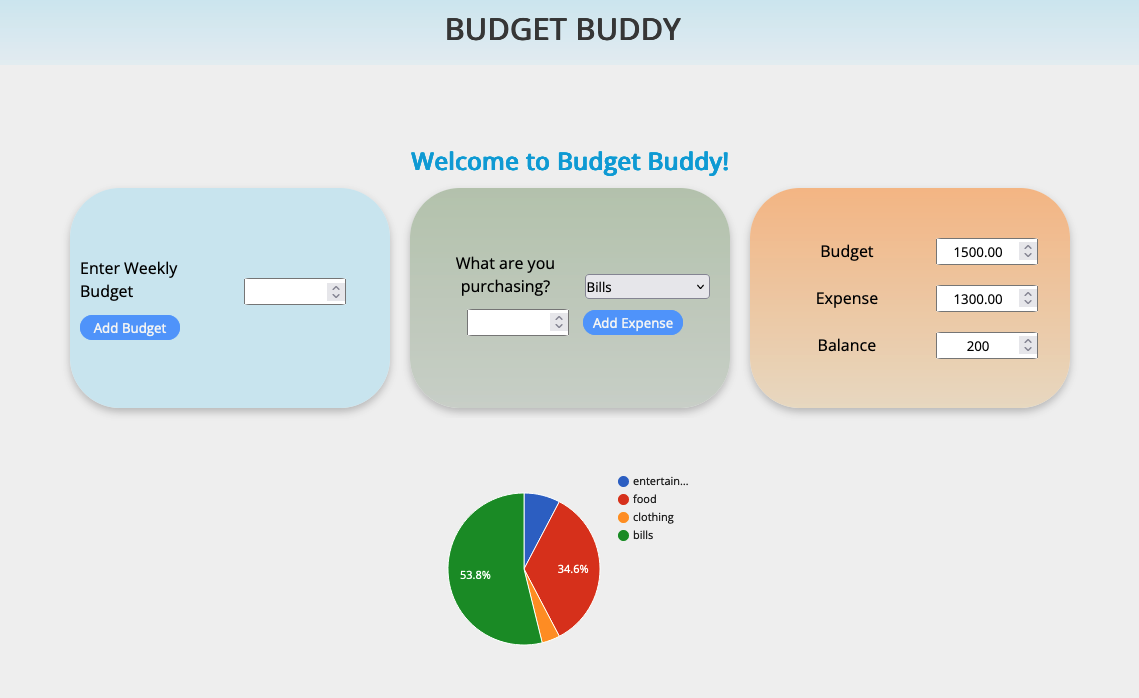 BUDGET BUDDY
Welcome to Budget Buddy!
Enter Weekly
Budget
Add Budget
What are you
purchasing?
Bills
Add Expense
Budget
1500.00
Expense
1300.00
Balance
200
entertain...
food
clothing
bills
53.8%
34.6%